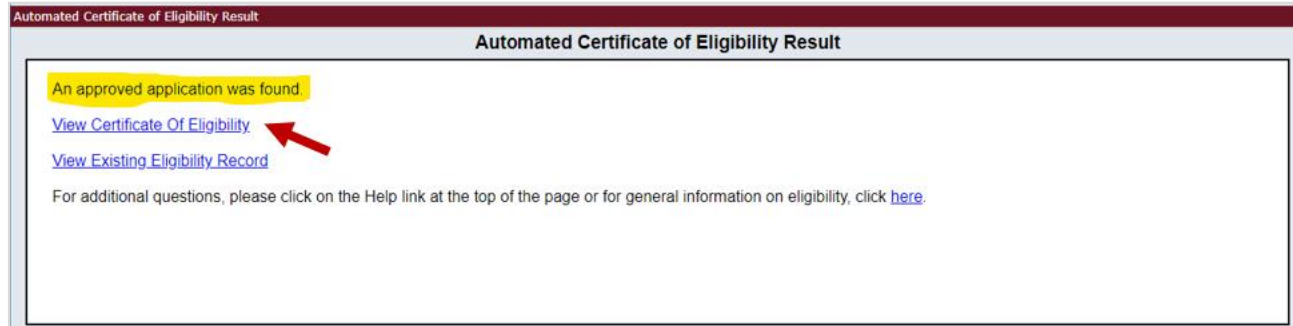 Automated Certificate of Eligibility Result
Automated Certificate of Eligibility Result
An approved application was found.
View Certificate Of Eligibility
View Existing Eligibility Record
For additional questions, please click on the Help link at the top of the page or for general information on eligibility, click here.